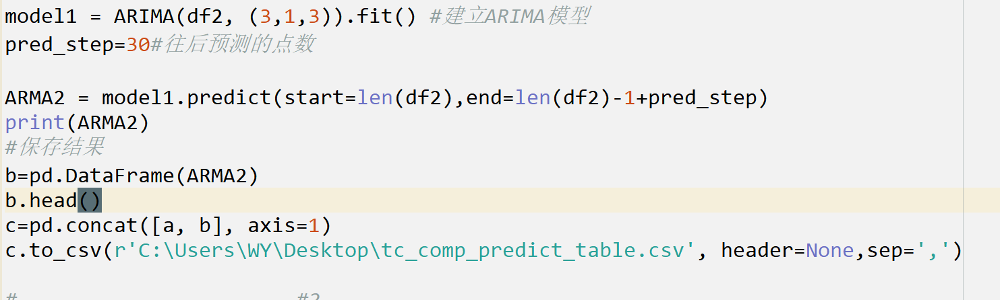 model1 = ARIMA(df2, (3,1,3)).fit() #建立ARIMA模型
pred_step=30#往后预测的点数
ARMA2 = model1.predict(start=len(df2),end=len(df2)-1+pred_step)
print(ARMA2)
#保存结果
b=pd.DataFrame(ARMA2)
b.head()
c=pd.concat([a, b], axis=1)
c.to_csv(r'C:\Users\WY\Desktop\tc_comp_predict_table.csv', header=None,sep=',')
# #2